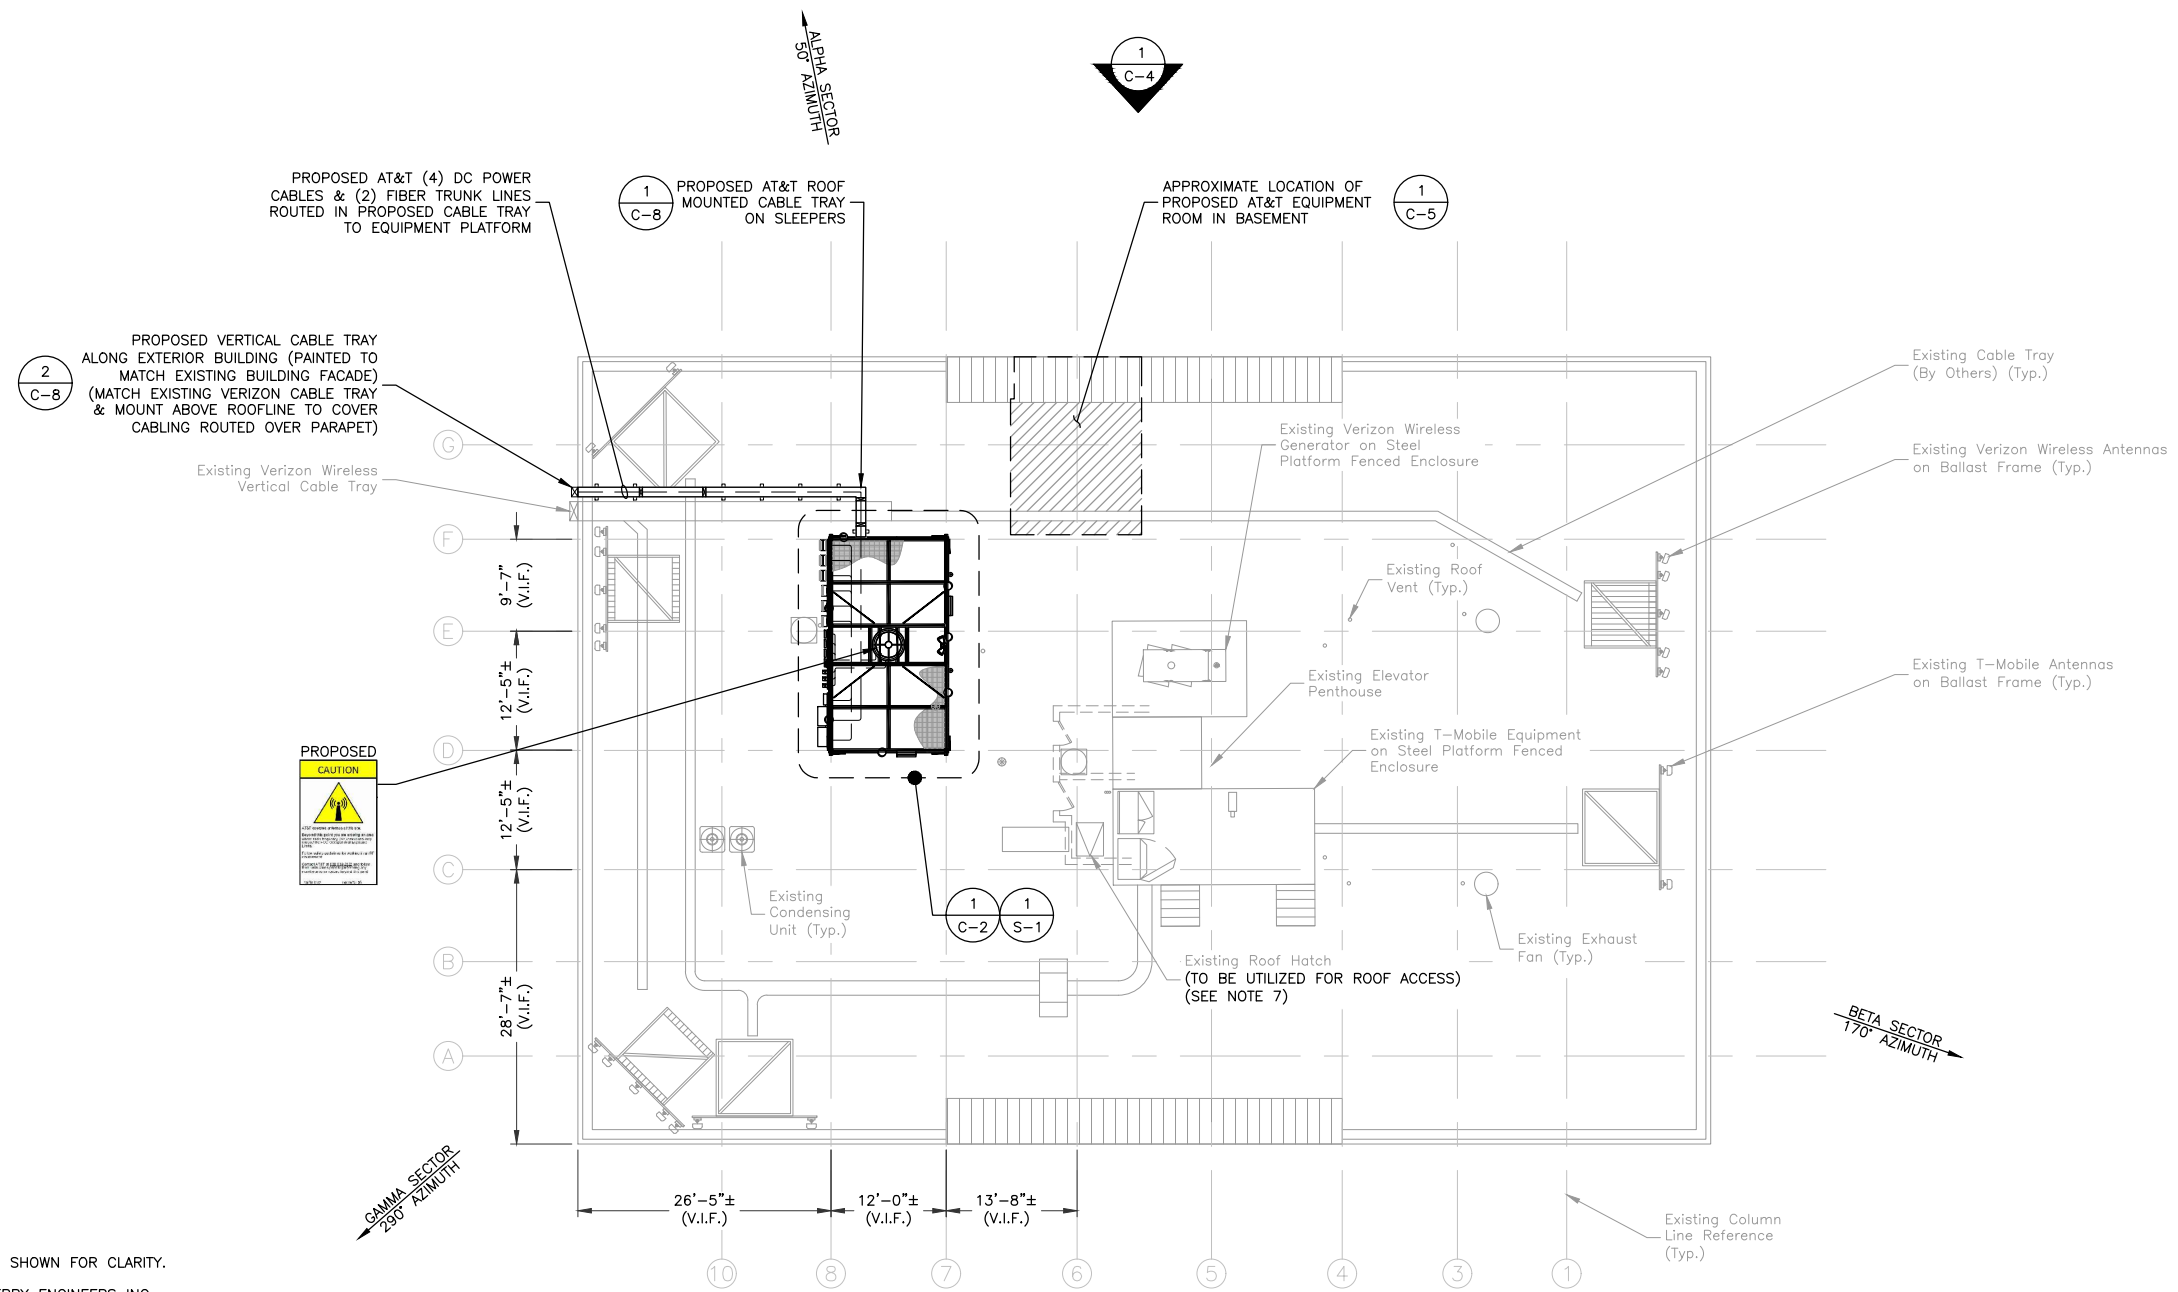 ALPHA SECTOR
50° AZIMUTH
1
C-4
PROPOSED AT&T (4) DC POWER
CABLES & (2) FIBER TRUNK LINES
ROUTED IN PROPOSED CABLE TRAY
TO EQUIPMENT PLATFORM
1
C-8
PROPOSED AT&T ROOF
MOUNTED CABLE TRAY
ON SLEEPERS
APPROXIMATE LOCATION OF
PROPOSED AT&T EQUIPMENT
ROOM IN BASEMENT
1
C-5
2
C-8
PROPOSED VERTICAL CABLE TRAY
ALONG EXTERIOR BUILDING (PAINTED TO
MATCH EXISTING BUILDING FACADE)
(MATCH EXISTING VERIZON CABLE TRAY
& MOUNT ABOVE ROOFLINE TO COVER
CABLING ROUTED OVER PARAPET)
Existing Verizon Wireless
Vertical Cable Tray
Existing Cable Tray
(By Others) (Typ.)
Existing Verizon Wireless
Generator on Steel
Platform Fenced Enclosure
Existing Verizon Wireless Antennas
on Ballast Frame (Typ.)
Existing Roof
Vent (Typ.)
Existing Elevator
Penthouse
Existing T-Mobile Antennas
on Ballast Frame (Typ.)
Existing T-Mobile Equipment
on Steel Platform Fenced
Enclosure
G
F
E
D
C
B
A
9'-7"
(V.I.F.)
12'-5"±
(V.I.F.)
12'-5"±
(V.I.F.)
28'-7"±
(V.I.F.)
PROPOSED
CAUTION
Existing
Condensing
Unit (Typ.)
1
C-2
1
S-1
Existing Roof Hatch
(TO BE UTILIZED FOR ROOF ACCESS)
(SEE NOTE 7)
Existing Exhaust
Fan (Typ.)
BETA SECTOR
170° AZIMUTH
GAMMA SECTOR
290° AZIMUTH
26'-5"±
(V.I.F.)
12'-0"±
(V.I.F.)
13'-8"±
(V.I.F.)
Existing Column
Line Reference
(Typ.)
10
8
7
6
5
4
3
1
SHOWN FOR CLARITY.